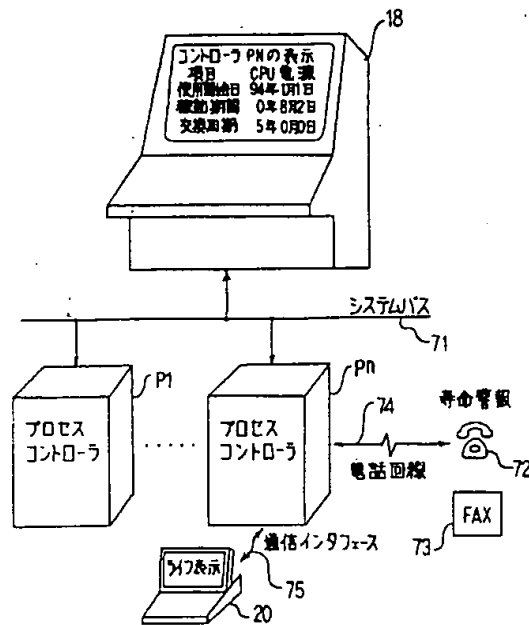 18
コントローラ PNの表示
項目 CPU電源
使用開始日 94年1月1日
稼動期間 0年8月2日
交換周期 5年0月0日
システムバス
71
P1
Pn
プロセス
コントローラ
プロセス
コントローラ
74
寿命警報
電話回線
72
FAX
73
通信インタフェース
ライフ表示
75
20